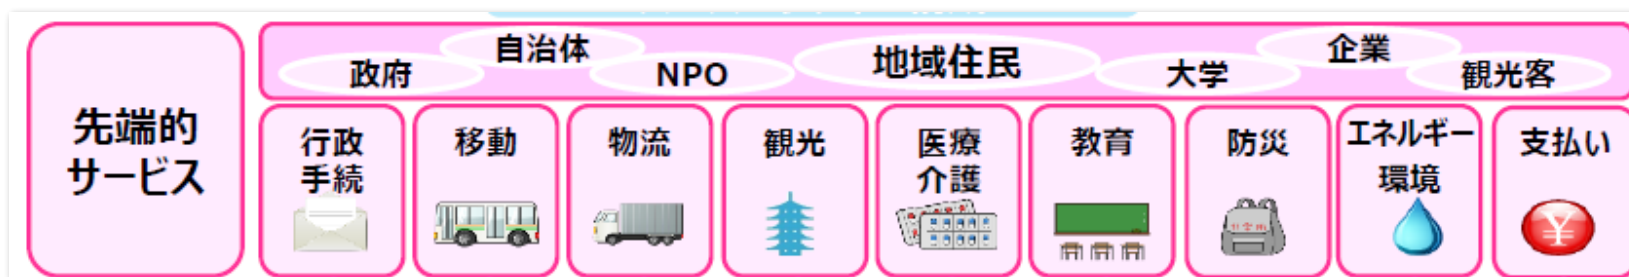 先端的
サービス
政府
自治体
NPO
地域住民
大学
企業
観光客
行政
手続
移動
物流
観光
医療
介護
教育
防災
エネルギー
環境
支払い